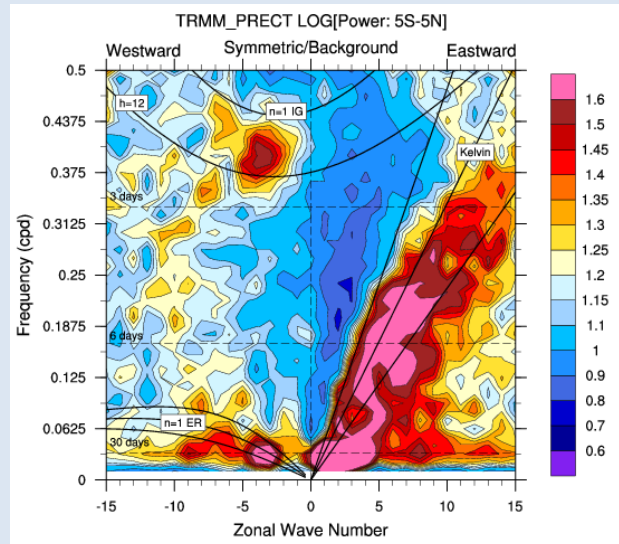 TRMM_PRECT LOG[Power: 5S-5N]
Westward Symmetric/Background Eastward
0.5
h=12
n=1 IG
0.4375
Kelvin
0.375
3 days
0.3125
0.25
0.1875
6 days
0.125
n=1 ER
0.0625
30 days
0
-15 -10 -5 0 5 10 15
Frequency (cpd)
Zonal Wave Number
1.6
1.5
1.45
1.4
1.35
1.3
1.25
1.2
1.15
1.1
1
0.9
0.8
0.7
0.6